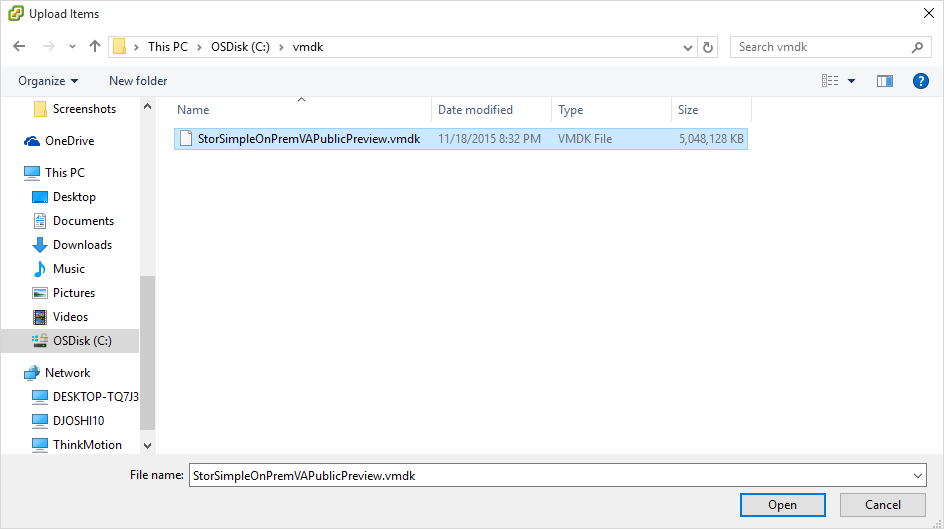 Upload Items
This PC > OSDisk (C:) > vmdk
Search vmdk
Organize
New folder
Name
Date modified
Type
Size
StorSimpleOnPremVAPublicPreview.vmdk 11/18/2015 8:32 PM VMDK File 5,048,128 KB
Screenshots
OneDrive
This PC
Desktop
Documents
Downloads
Music
Pictures
Videos
OSDisk (C:)
Network
DESKTOP-TQ7J3
DJOSHI10
ThinkMotion
File name: StorSimpleOnPremVAPublicPreview.vmdk
Open
Cancel